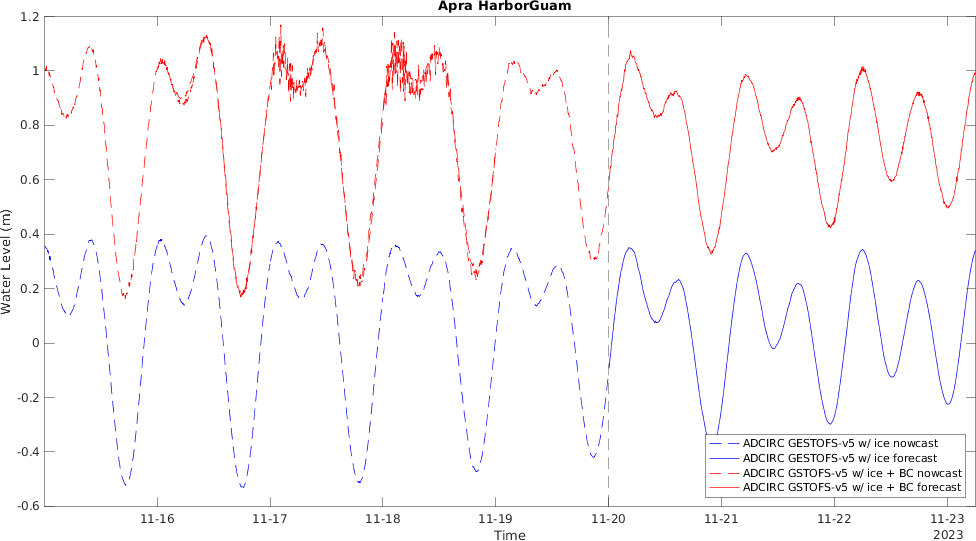 Apra HarborGuam
1.2
1
0.8
0.6
0.4
0.2
0
-0.2
-0.4
-0.6
Water Level (m)
ADCIRC GESTOFS-v5 w/ ice nowcast
ADCIRC GESTOFS-v5 w/ ice forecast
ADCIRC GSTOFS-v5 w/ ice + BC nowcast
ADCIRC GSTOFS-v5 w/ ice + BC forecast
11-16 11-17 11-18 11-19 11-20 11-21 11-22 11-23
Time 2023